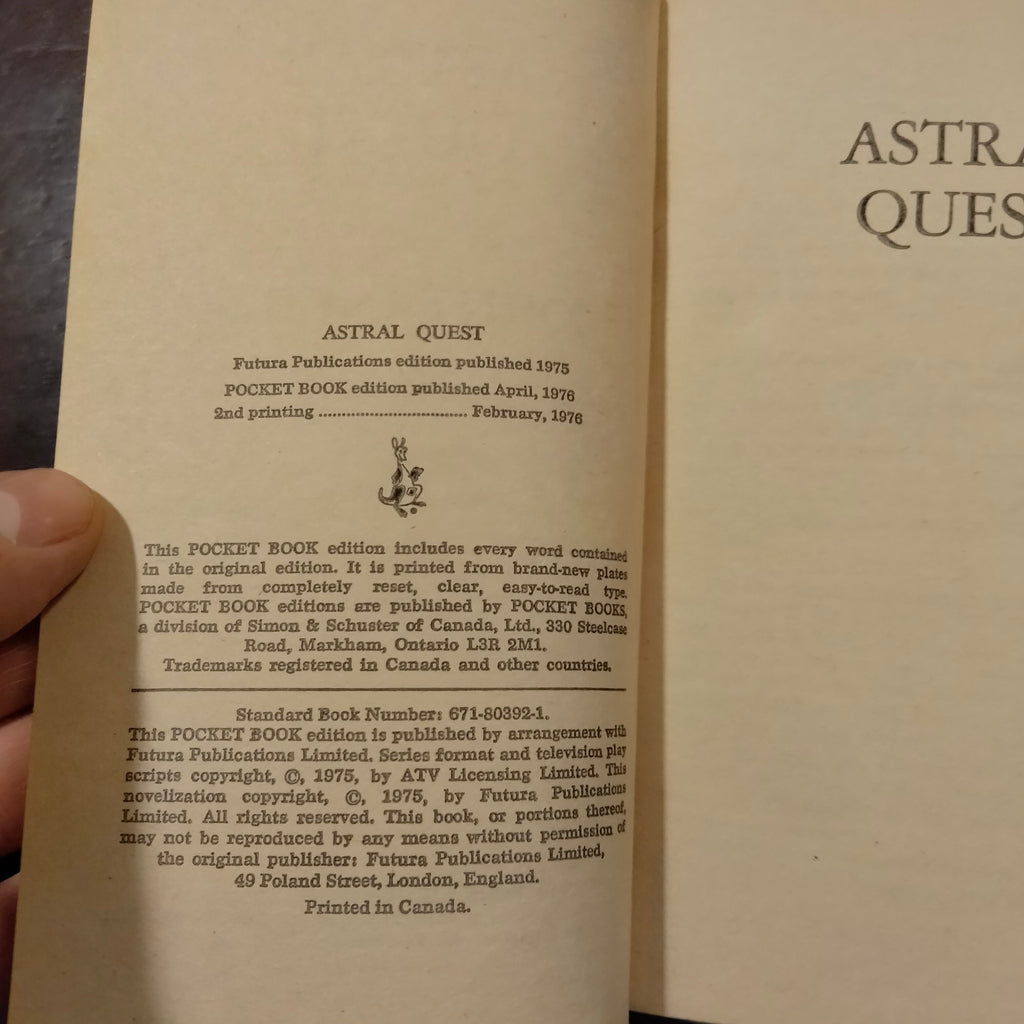 ASTRAL QUEST
Futura Publications edition published 1975
POCKET BOOK edition published April, 1976
2nd printing ................................ February, 1976
This POCKET BOOK edition includes every word contained
in the original edition. It is printed from brand-new plates
made from completely reset, clear, easy-to-read type.
POCKET BOOK editions are published by POCKET BOOKS,
a division of Simon & Schuster of Canada, Ltd., 330 Steelcase
Road, Markham, Ontario L3R 2M1.
Trademarks registered in Canada and other countries.
Standard Book Number: 671-80392-1.
This POCKET BOOK edition is published by arrangement with
Futura Publications Limited. Series format and television play
scripts copyright, ©, 1975, by ATV Licensing Limited. This
novelization copyright, ©, 1975, by Futura Publications
Limited. All rights reserved. This book, or portions thereof,
may not be reproduced by any means without permission of
the original publisher: Futura Publications Limited,
49 Poland Street, London, England.
Printed in Canada.
ASTRA
QUES